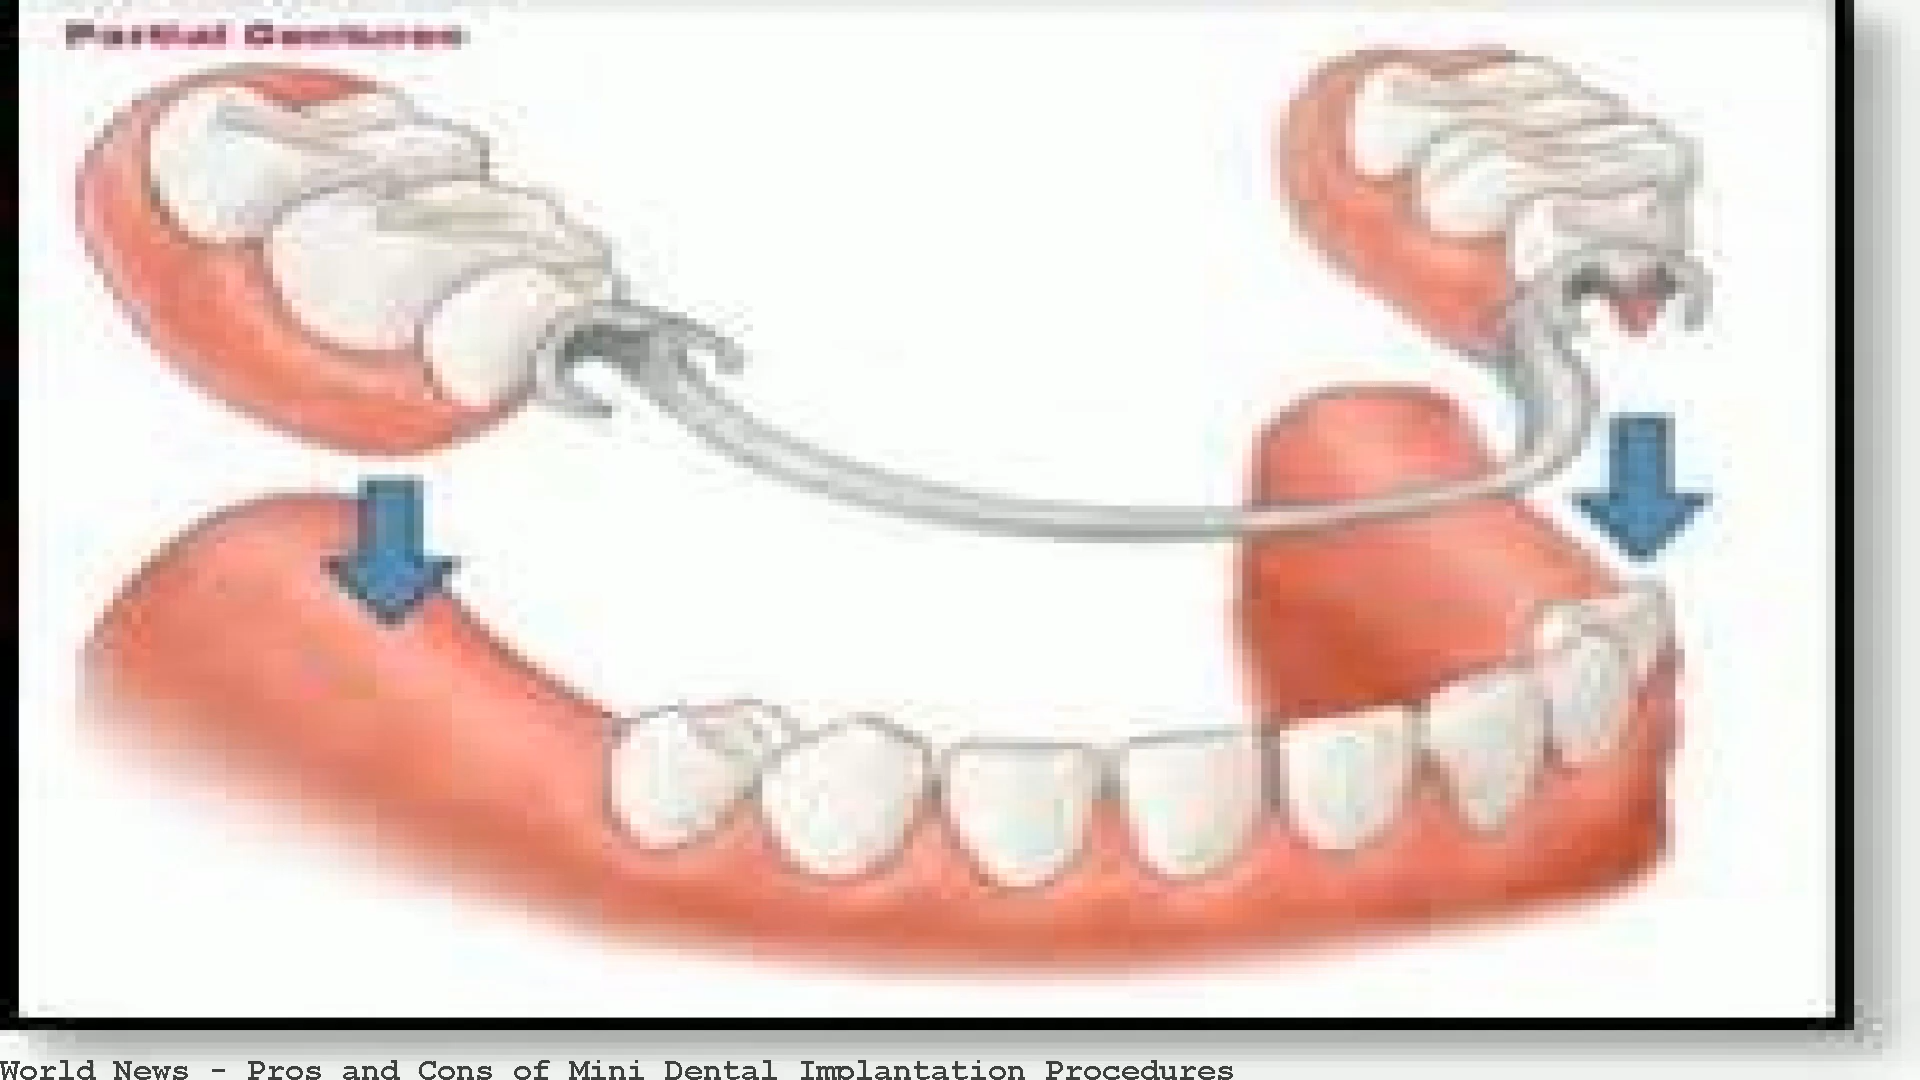 Partial Dentures
World News - Pros and Cons of Mini Dental Implantation Procedures